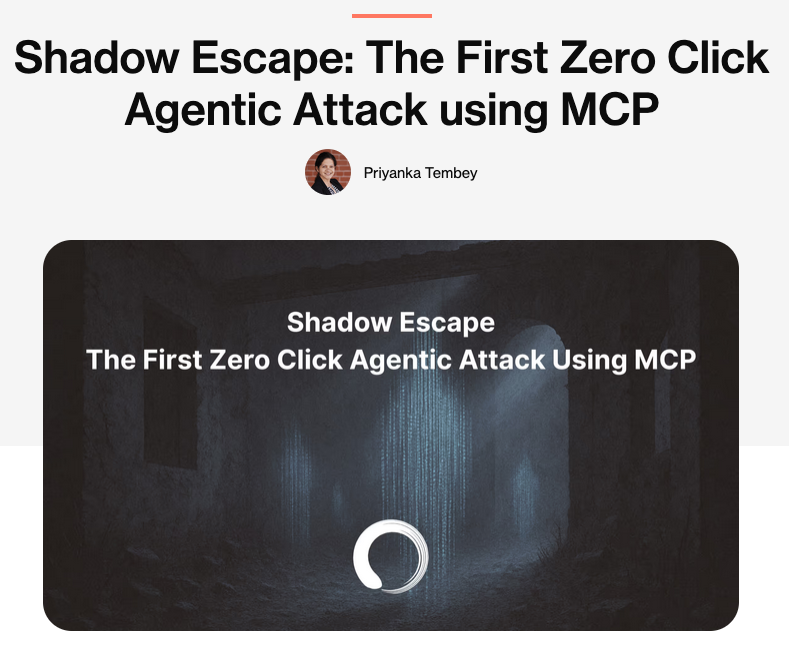 Shadow Escape: The First Zero Click
Agentic Attack using MCP
Priyanka Tembey
Shadow Escape
The First Zero Click Agentic Attack Using MCP